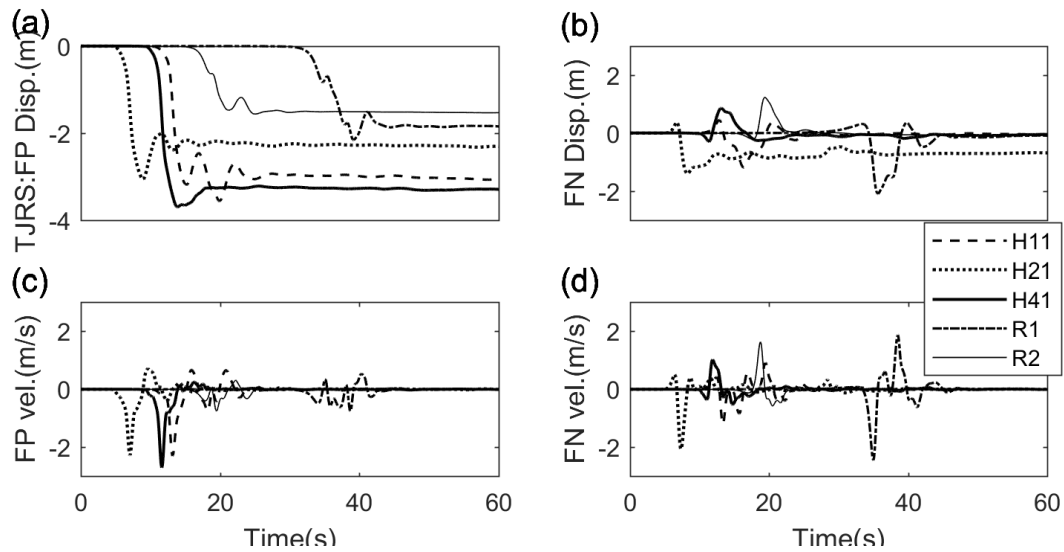 (a)
TJRS:FP Disp.(m)
0
-2
-4
(b)
FN Disp.(m)
2
0
-2
H11
H21
H41
R1
R2
(c)
FP vel.(m/s)
2
0
-2
0
20
40
60
Time(s)
(d)
FN vel.(m/s)
2
0
-2
0
20
40
60
Time(s)